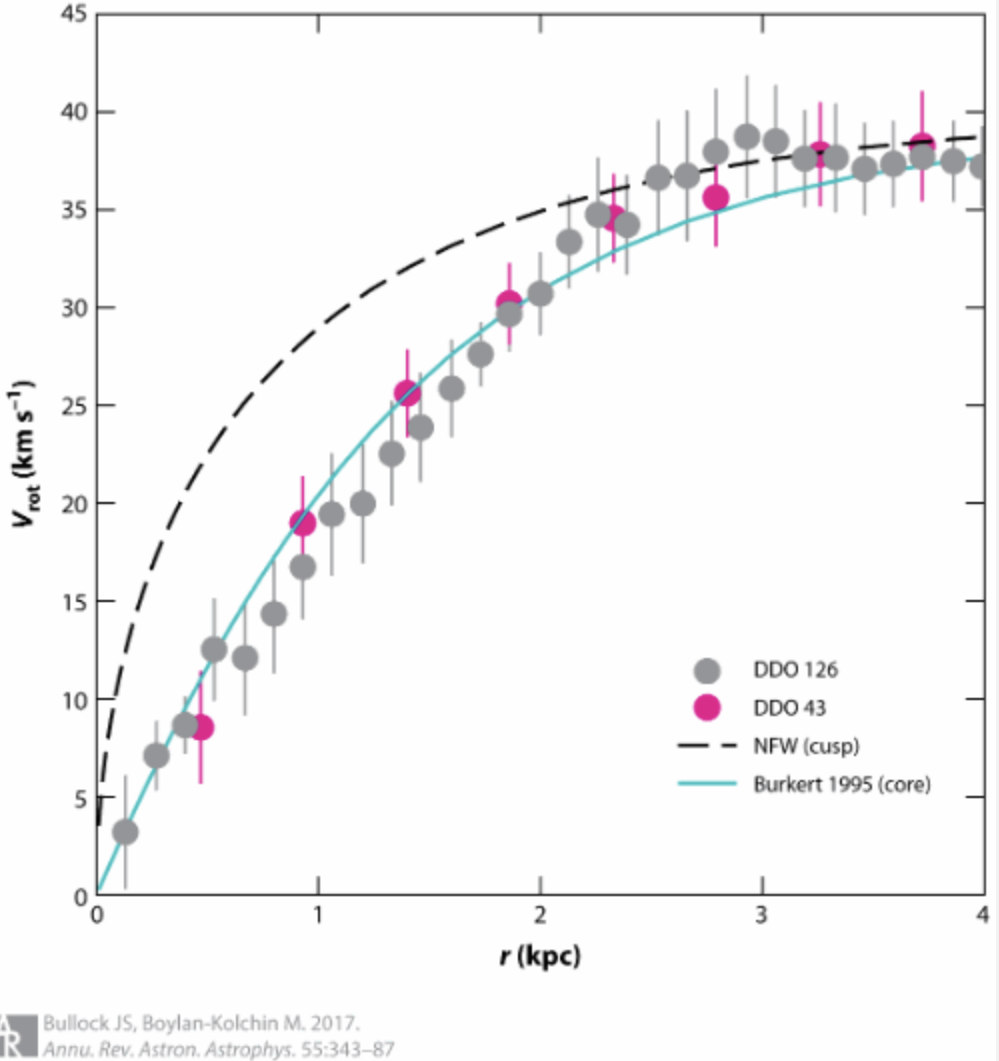 45
40
35
30
25
20
15
10
5
0
V rot (km s⁻¹)
0 1 2 3 4
r (kpc)
DDO 126
DDO 43
NFW (cusp)
Burkert 1995 (core)
AR
Bullock JS, Boylan-Kolchin M. 2017.
Annu. Rev. Astron. Astrophys. 55:343–87